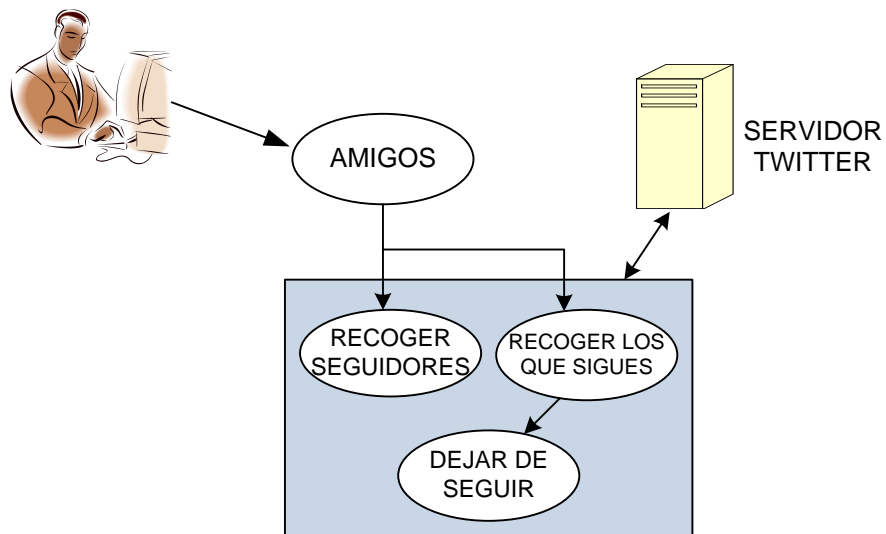 AMIGOS
SERVIDOR
TWITTER
RECOGER
SEGUIDORES
RECOGER LOS
QUE SIGUES
DEJAR DE
SEGUIR